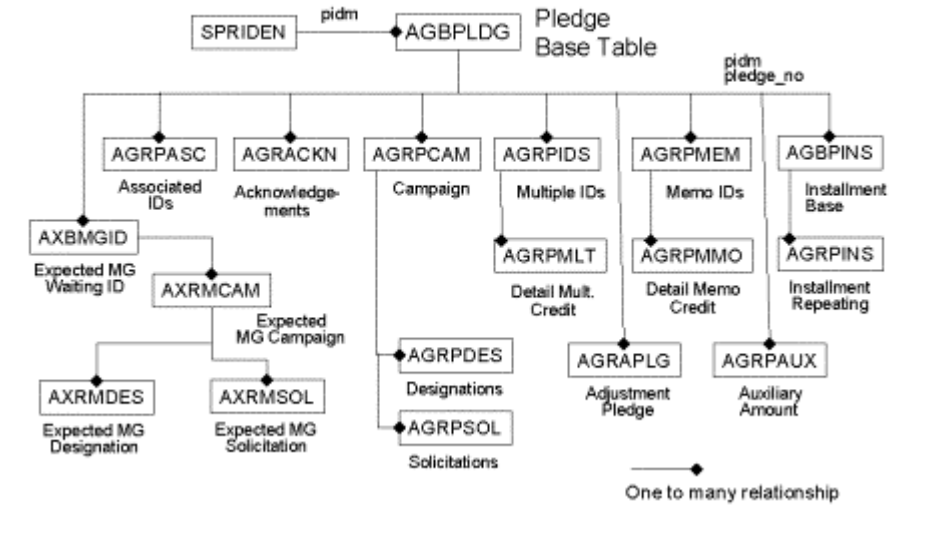 pidm
SPRIDEN
AGBPLDG
Pledge
Base Table
pidm
pledge_no
AGRPASC
AGRACKN
AGRPCAM
AGRPIDS
AGRPMEM
AGBPINS
Associated
IDs
Acknowledge-
ments
Campaign
Multiple IDs
Memo IDs
Installment
Base
AXBMGID
Expected MG
Waiting ID
AGRPMLT
Detail Mult.
Credit
AGRPMMO
Detail Memo
Credit
AGRPINS
Installment
Repeating
AXRMCAM
Expected
MG Campaign
AGRPDES
Designations
AGRAPLG
Adjustment
Pledge
AGRPAUX
Auxiliary
Amount
AXRMDES
Expected MG
Designation
AXRMSOL
Expected MG
Solicitation
AGRPSOL
Solicitations
One to many relationship